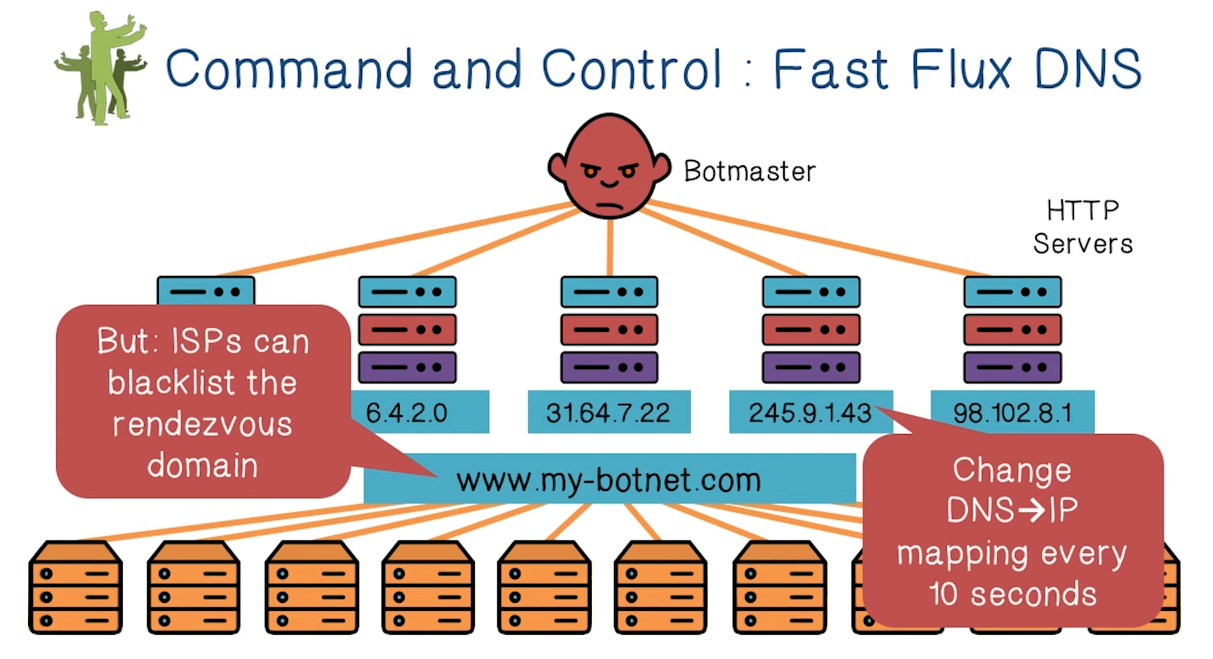 Command and Control : Fast Flux DNS
Botmaster
HTTP
Servers
But: ISPs can
blacklist the
rendezvous
domain
6.4.2.0
31.64.7.22
245.9.1.43
98.102.8.1
www.my-botnet.com
Change
DNS→IP
mapping every
10 seconds